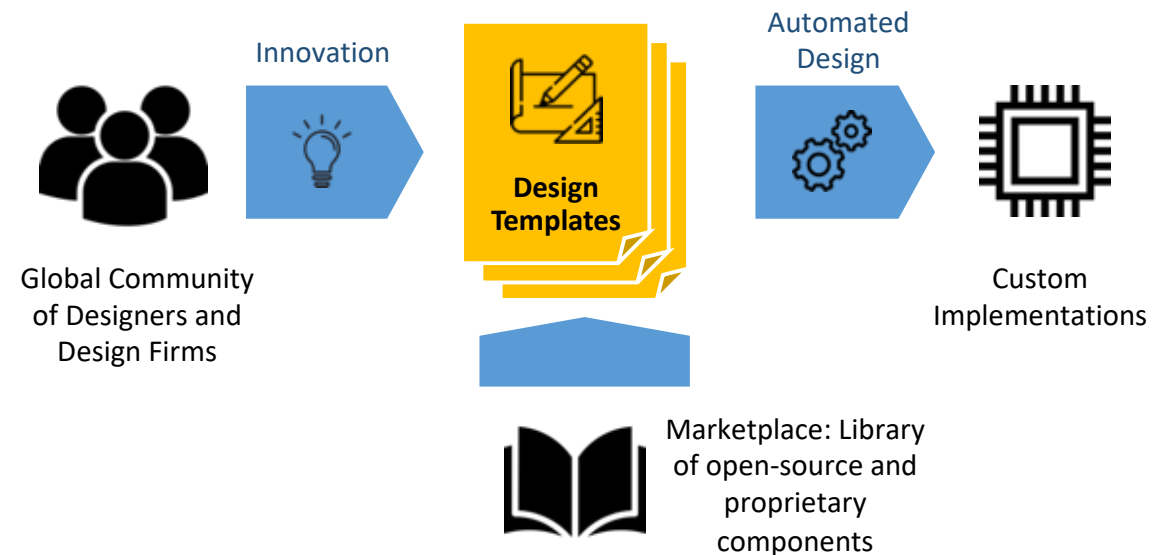 Innovation
Automated
Design
Design
Templates
Global Community
of Designers and
Design Firms
Custom
Implementations
Marketplace: Library
of open-source and
proprietary
components